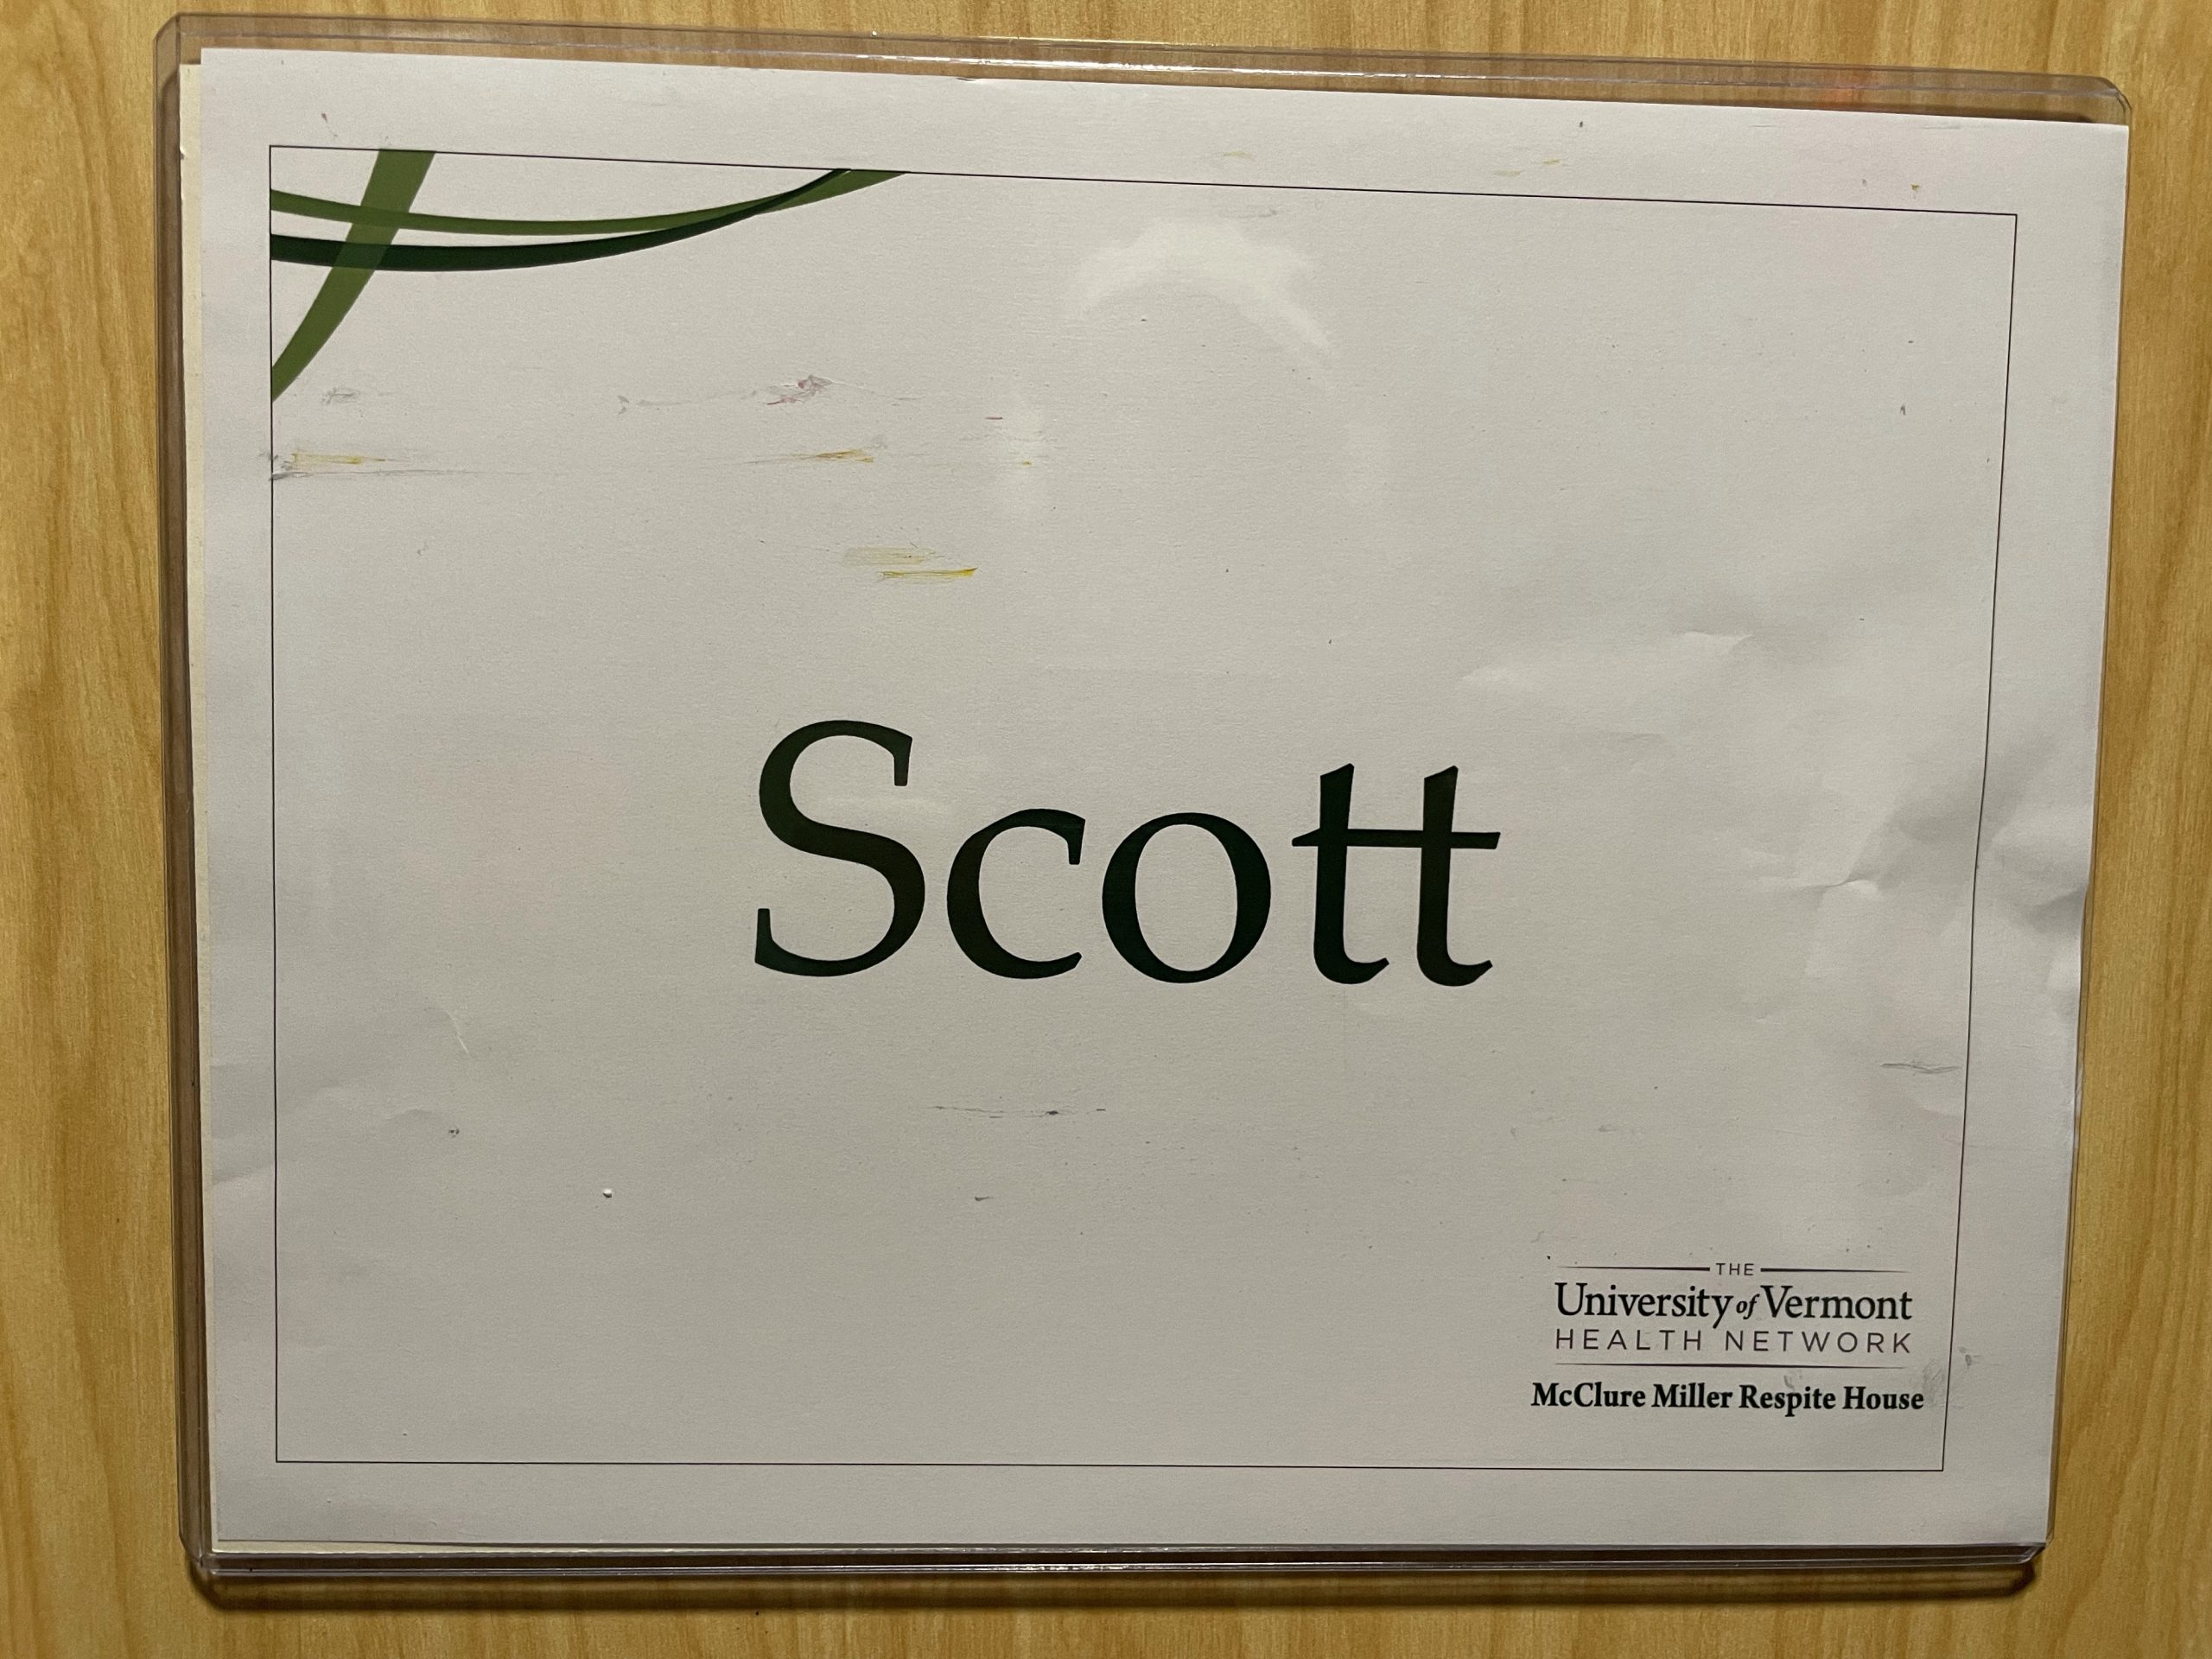 Scott
THE
University of Vermont
HEALTH NETWORK
McClure Miller Respite House